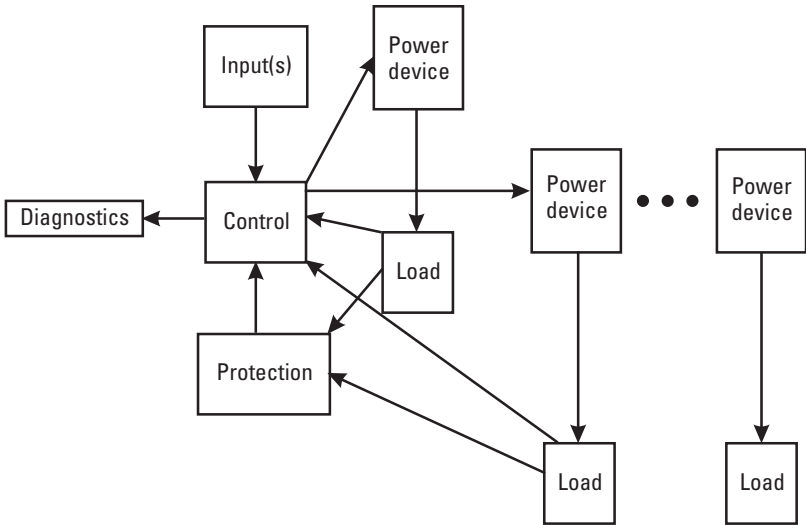 Input(s)
Power
device
Power
device
Power
device
Diagnostics
Control
Load
Protection
Load
Load